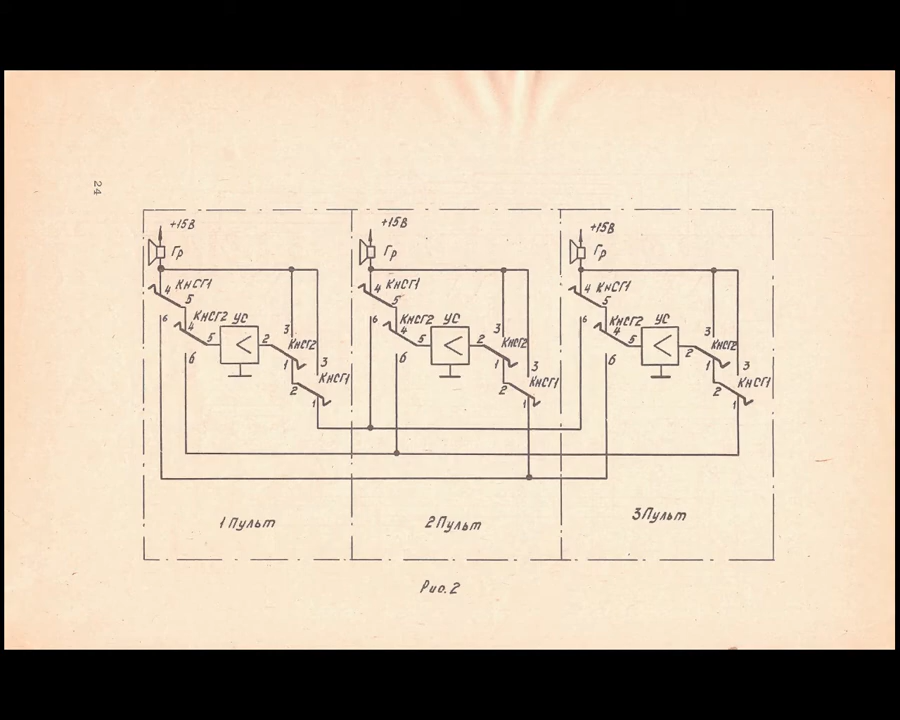 24
+15В +15В +15В
Гр Гр Гр
4 КНСГ1 4 КНСГ1 4 КНСГ1
5 5 5
6 4 КНСГ2 УС 3 6 4 КНСГ2 УС 3 6 4 КНСГ2 УС 3
5 2 КНСГ2 5 2 КНСГ2 5 2 КНСГ2
6 1 3 6 1 3 6 1 3
2 КНСГ1 2 КНСГ1 2 КНСГ1
1 1 1
1 Пульт 2 Пульт 3 Пульт
Рис. 2